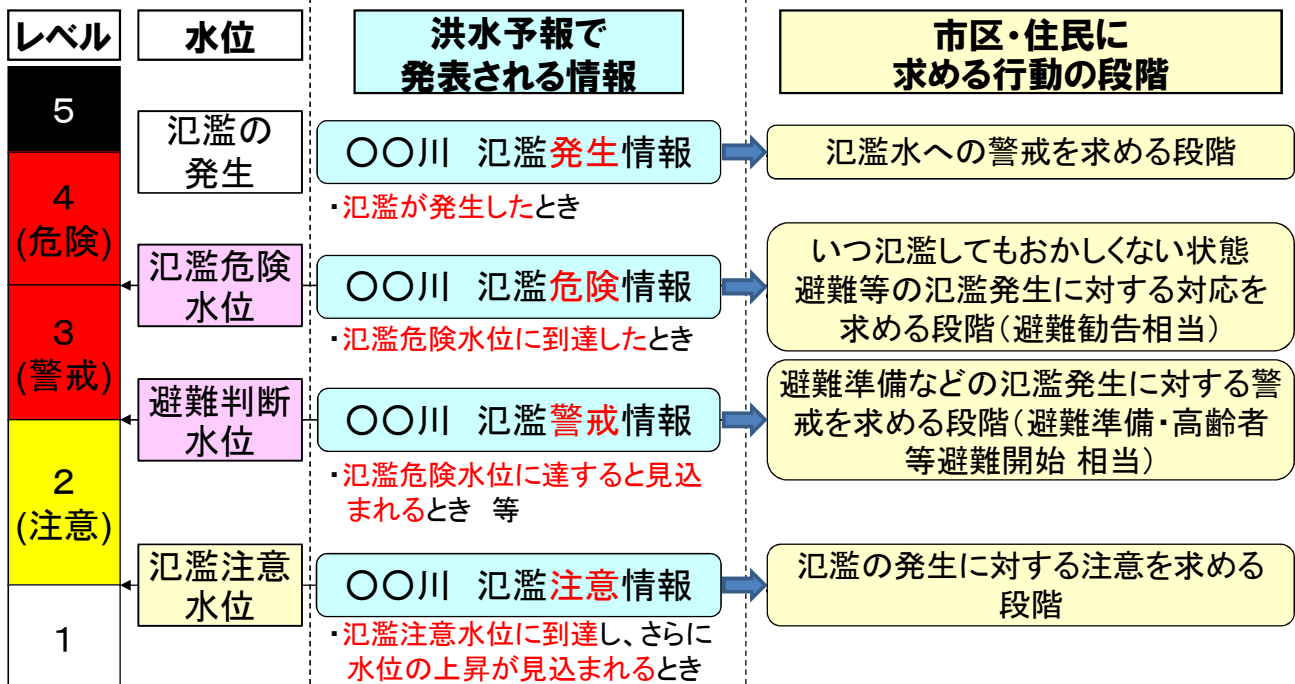 レベル
水位
洪水予報で
発表される情報
市区・住民に
求める行動の段階
5
氾濫の
発生
〇〇川 氾濫発生情報
・氾濫が発生したとき
氾濫水への警戒を求める段階
4
(危険)
氾濫危険
水位
〇〇川 氾濫危険情報
・氾濫危険水位に到達したとき
いつ氾濫してもおかしくない状態
避難等の氾濫発生に対する対応を
求める段階(避難勧告相当)
3
(警戒)
避難判断
水位
〇〇川 氾濫警戒情報
・氾濫危険水位に達すると見込
まれるとき 等
避難準備などの氾濫発生に対する警
戒を求める段階(避難準備・高齢者
等避難開始 相当)
2
(注意)
氾濫注意
水位
〇〇川 氾濫注意情報
・氾濫注意水位に到達し、さらに
水位の上昇が見込まれるとき
氾濫の発生に対する注意を求める
段階
1